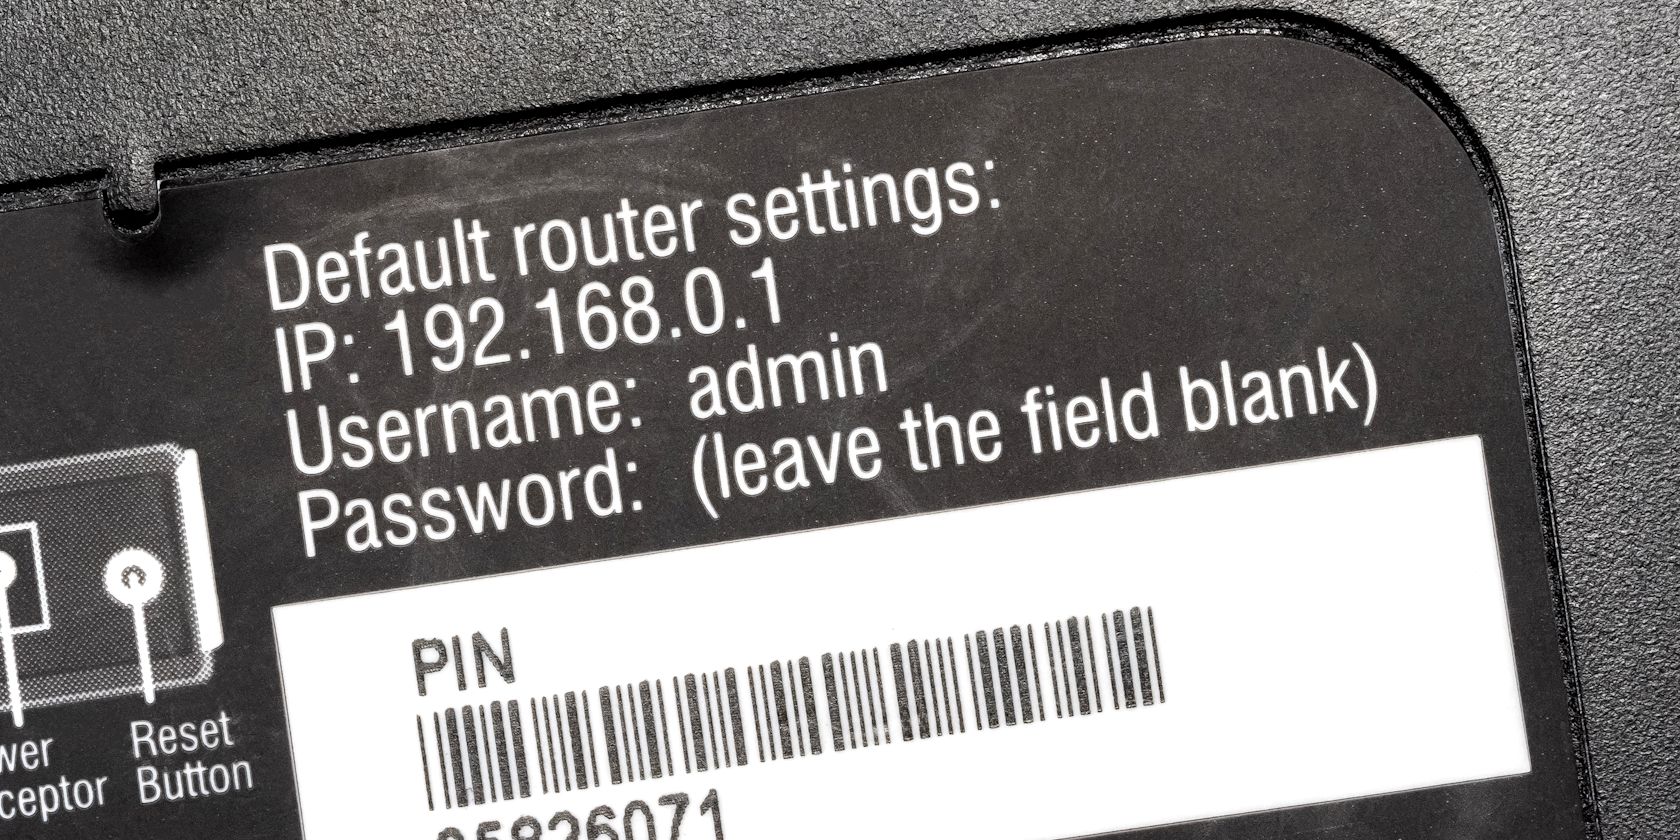 Default router settings:
IP: 192.168.0.1
Username: admin
Password: (leave the field blank)
PIN
Reset
Button